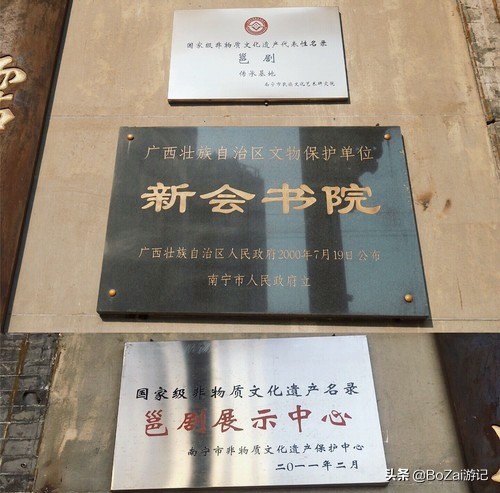 国家级非物质文化遗产代表性名录
邕剧
传承基地
南宁市民族文化艺术研究院
广西壮族自治区文物保护单位
新会书院
广西壮族自治区人民政府2000年7月19日公布
南宁市人民政府立
国家级非物质文化遗产名录
邕剧展示中心
南宁市非物质文化遗产保护中心
二〇一一年二月
头条 @BoZai游记